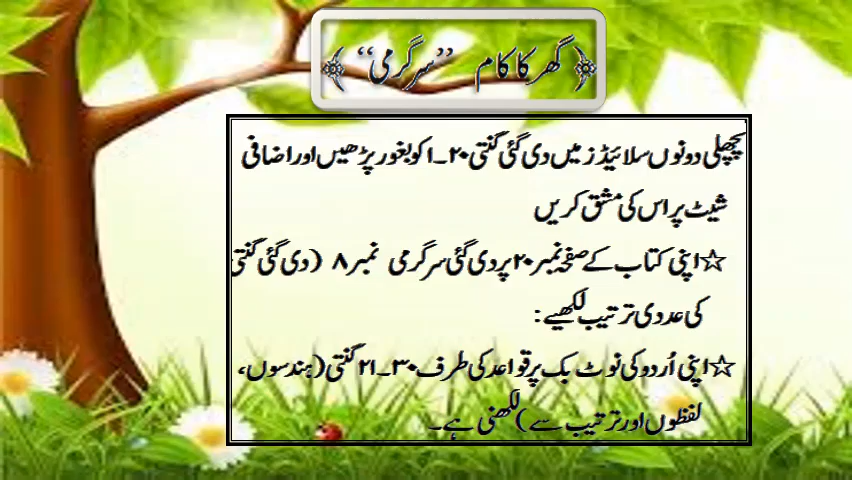 ﴿ گھر کا کام ’’سرگرمی‘‘ ﴾
پچھلی دونوں سلائیڈز میں دی گئی گنتی ۲۰۔۱ کو بغور پڑھیں اور اضافی
شیٹ پر اس کی مشق کریں
☆اپنی کتاب کے صفحہ نمبر ۲۰ پر دی گئی سرگرمی نمبر ۸ (دی گئی گنتی
کی عددی ترتیب لکھیے :
☆اپنی اُردو کی نوٹ بک پر قواعد کی طرف ۳۰۔۲۱ گنتی (ہندسوں،
لفظوں اور ترتیب سے) لکھنی ہے۔